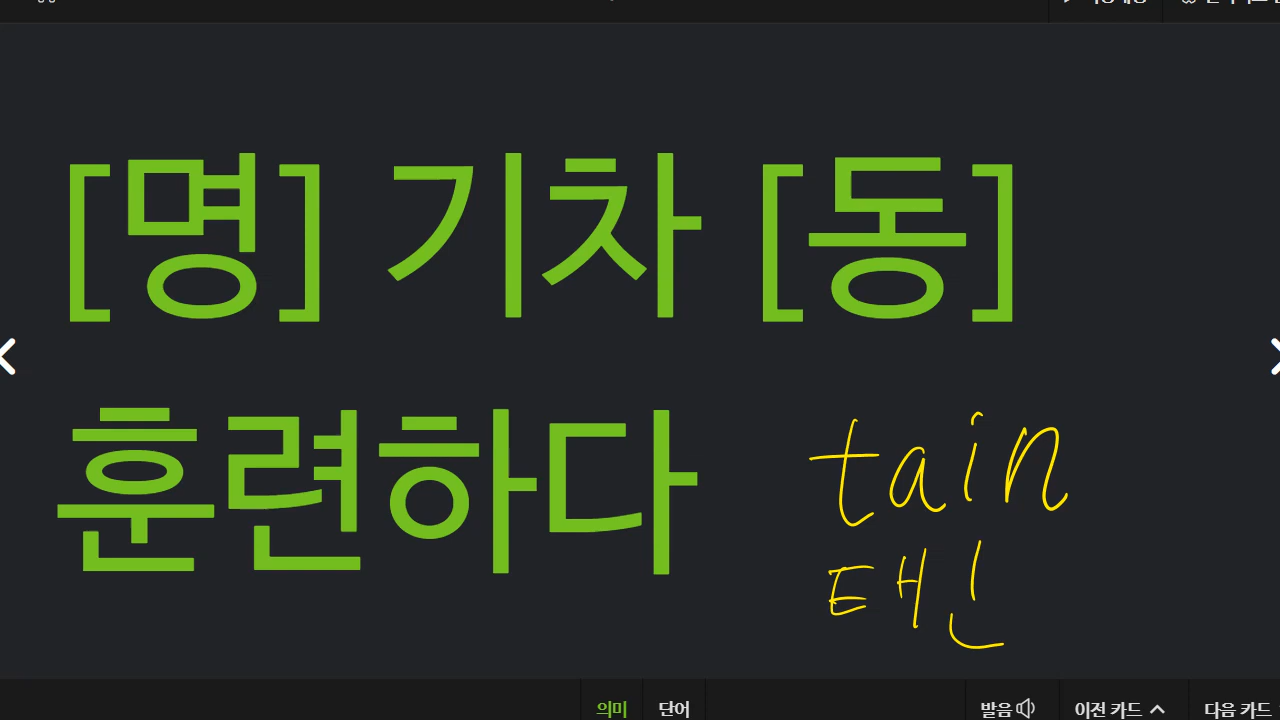 [명] 기차 [동]
훈련하다
tain
태인
의미 단어 발음 이전 카드 다음 카드